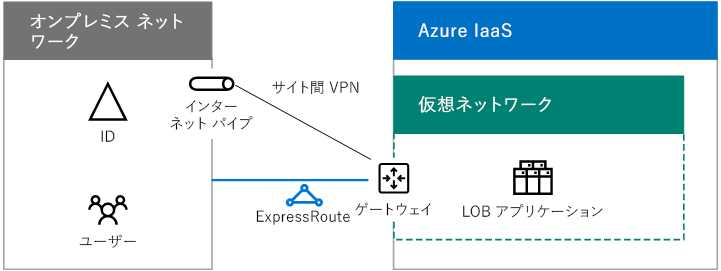 オンプレミス ネット
ワーク
Azure IaaS
仮想ネットワーク
サイト間 VPN
インター
ネット パイプ
ID
ユーザー
ExpressRoute
ゲートウェイ
LOB アプリケーション